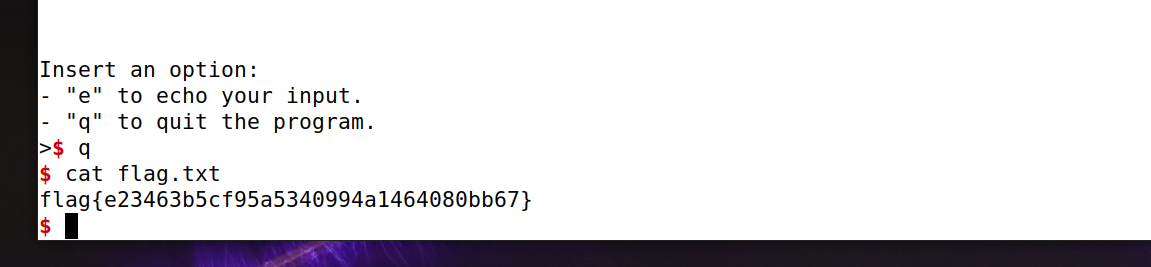 Insert an option:
- "e" to echo your input.
- "q" to quit the program.
>$ q
$ cat flag.txt
flag{e23463b5cf95a5340994a1464080bb67}
$